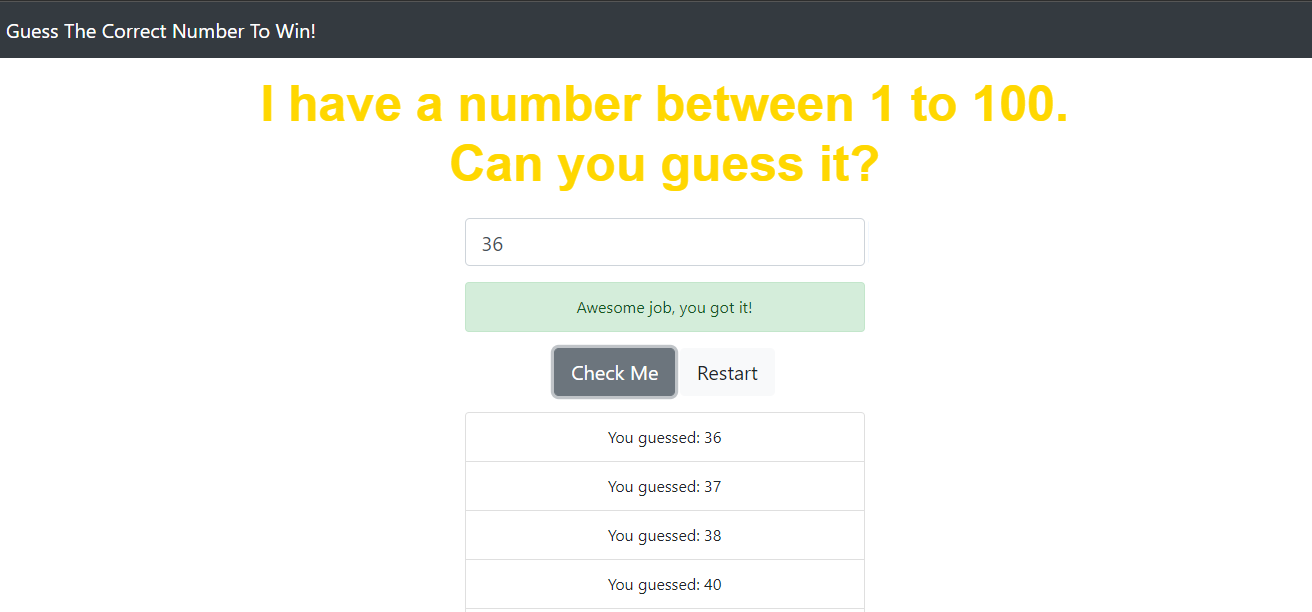 Guess The Correct Number To Win!
I have a number between 1 to 100.
Can you guess it?
36
Awesome job, you got it!
Check Me Restart
You guessed: 36
You guessed: 37
You guessed: 38
You guessed: 40